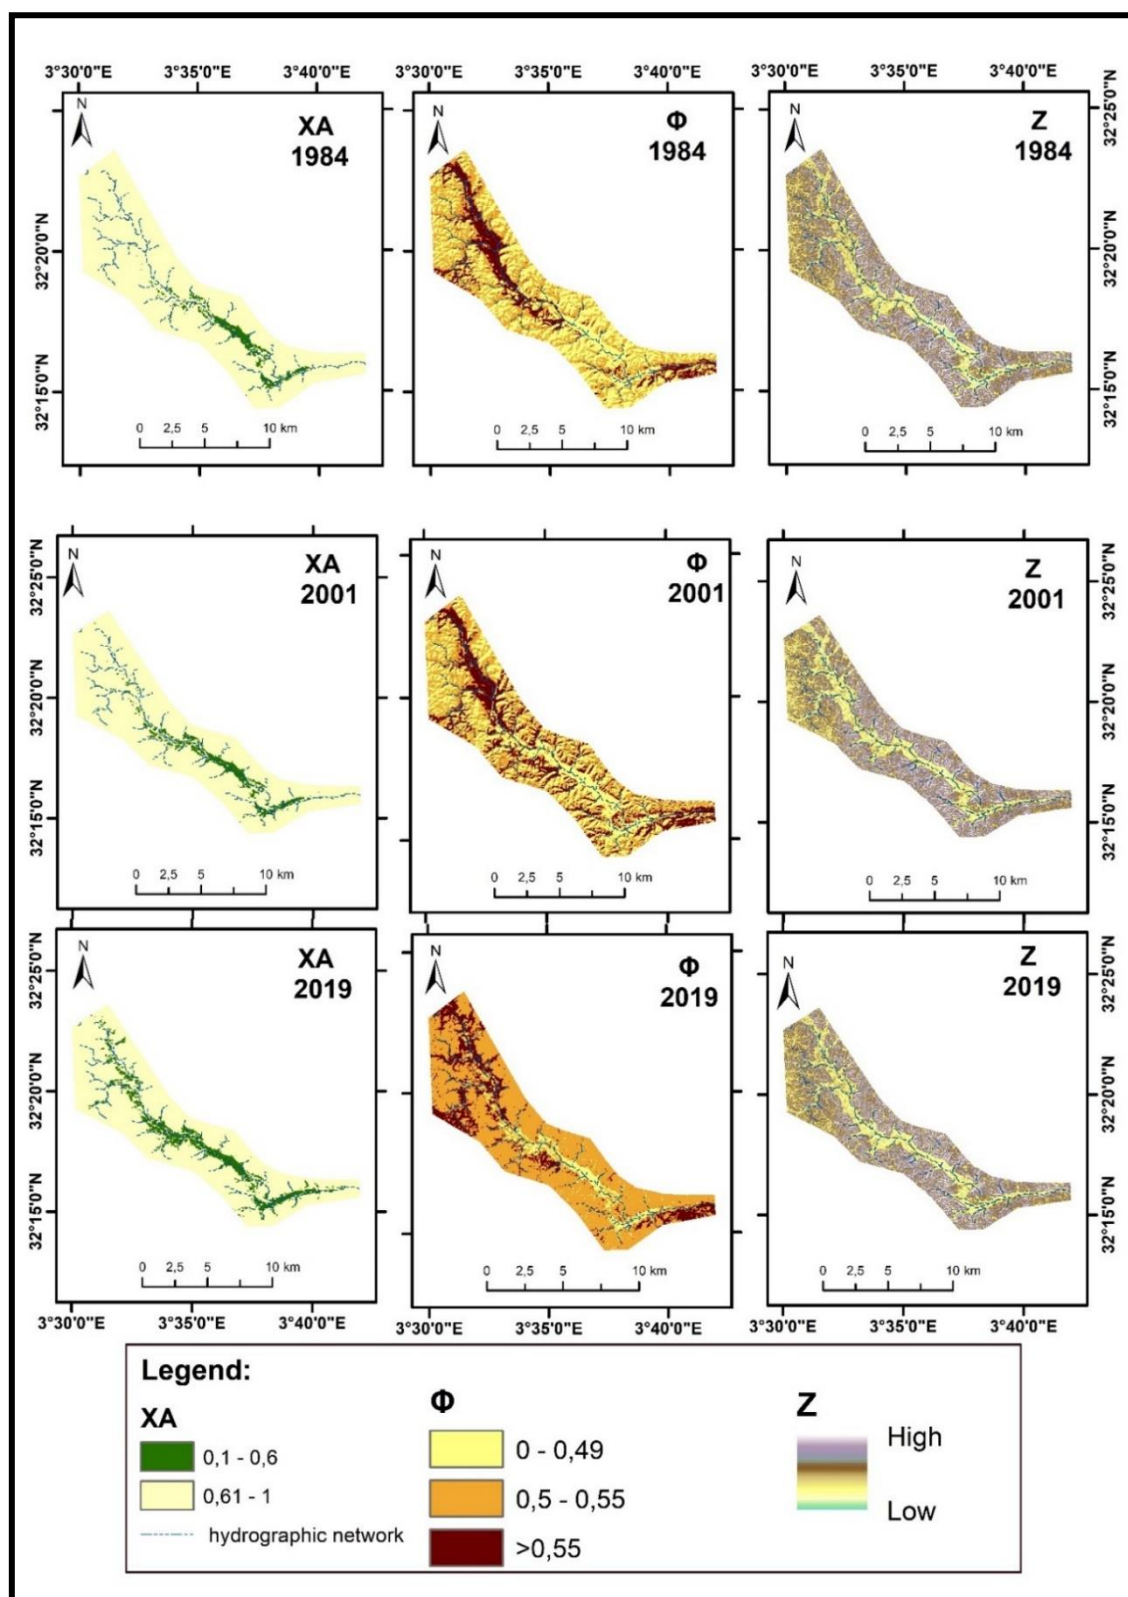 3°30'0"E 3°35'0"E 3°40'0"E 3°30'0"E 3°35'0"E 3°40'0"E 3°30'0"E 3°35'0"E 3°40'0"E
N
XA
1984
32°20'0"N
32°15'0"N
0 2,5 5 10 km
N
Φ
1984
0 2,5 5 10 km
N
Z
1984
32°25'0"N
32°20'0"N
32°15'0"N
0 2,5 5 10 km
N
XA
2001
32°25'0"N
32°20'0"N
32°15'0"N
0 2,5 5 10 km
N
Φ
2001
0 2,5 5 10 km
N
Z
2001
32°25'0"N
32°20'0"N
32°15'0"N
0 2,5 5 10 km
N
XA
2019
32°25'0"N
32°20'0"N
32°15'0"N
0 2,5 5 10 km
N
Φ
2019
0 2,5 5 10 km
N
Z
2019
32°25'0"N
32°20'0"N
32°15'0"N
0 2,5 5 10 km
3°30'0"E 3°35'0"E 3°40'0"E 3°30'0"E 3°35'0"E 3°40'0"E 3°30'0"E 3°35'0"E 3°40'0"E
Legend:
XA
0,1 - 0,6
0,61 - 1
hydrographic network
Φ
0 - 0,49
0,5 - 0,55
>0,55
Z
High
Low